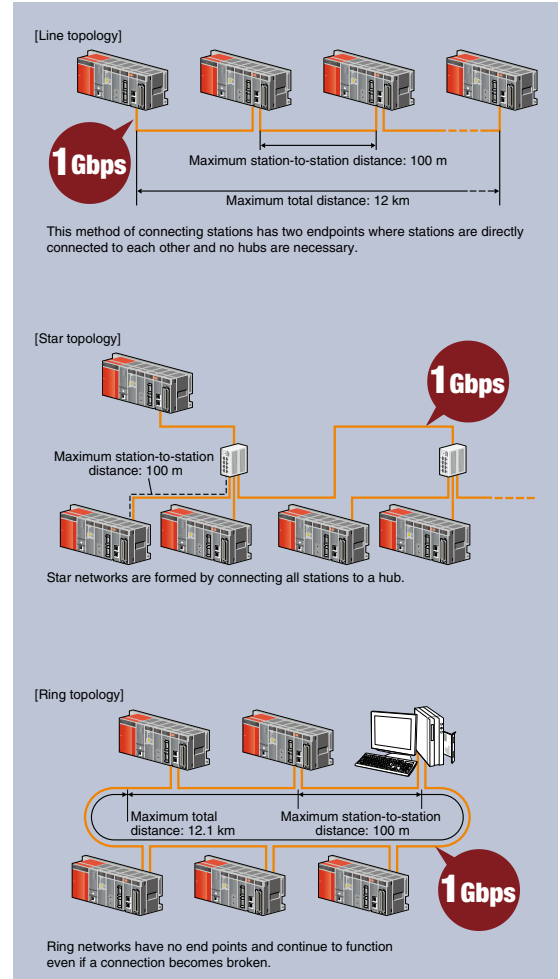 [Line topology]
1 Gbps
Maximum station-to-station distance: 100 m
Maximum total distance: 12 km
This method of connecting stations has two endpoints where stations are directly
connected to each other and no hubs are necessary.
[Star topology]
1 Gbps
Maximum station-to-station
distance: 100 m
Star networks are formed by connecting all stations to a hub.
[Ring topology]
Maximum total
distance: 12.1 km
Maximum station-to-station
distance: 100 m
1 Gbps
Ring networks have no end points and continue to function
even if a connection becomes broken.